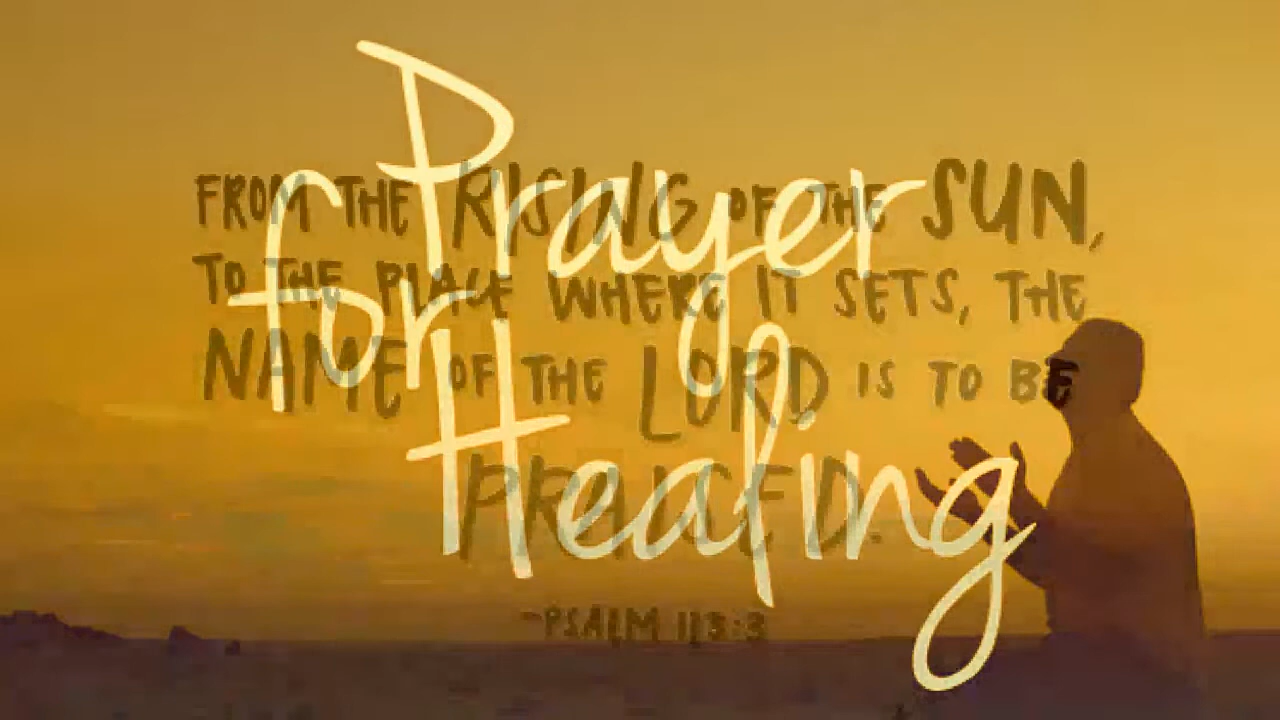 Prayer
for
Healing
FROM THE RISING OF THE SUN,
TO THE PLACE WHERE IT SETS, THE
NAME OF THE LORD IS TO BE
PRAISED.
-PSALM 113:3